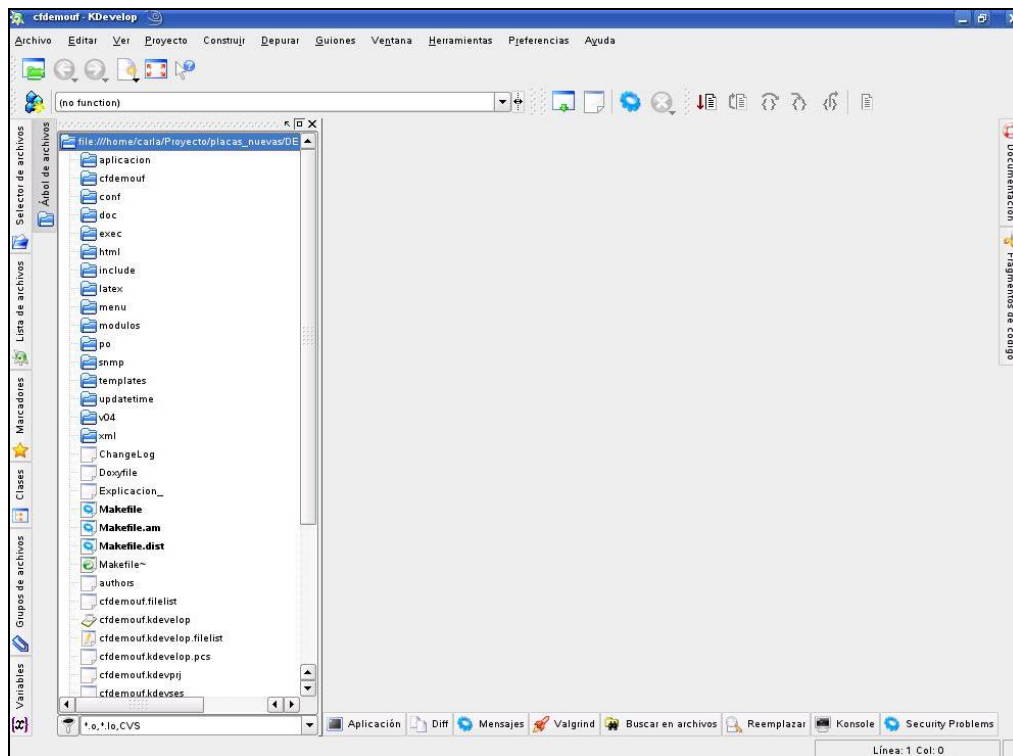 cfdemouf - KDevelop
Archivo Editar Ver Proyecto Construir Depurar Guiones Ventana Herramientas Preferencias Ayuda
(no function)
Selector de archivos
Lista de archivos
Marcadores
Clases
Grupos de archivos
Variables
Árbol de archivos
file:///home/carla/Proyecto/placas_nuevas/DE
aplicacion
cfdemouf
conf
doc
exec
html
include
latex
menu
modulos
po
snmp
templates
updatetime
v04
xml
ChangeLog
Doxyfile
Explicacion_
Makefile
Makefile.am
Makefile.dist
Makefile~
authors
cfdemouf.filelist
cfdemouf.kdevelop
cfdemouf.kdevelop.filelist
cfdemouf.kdevelop.pcs
cfdemouf.kdevprj
cfdemouf.kdevses
*.o,*.lo,CVS
Documentación
Fragmentos de código
Aplicación Diff Mensajes Valgrind Buscar en archivos Reemplazar Konsole Security Problems
Línea: 1 Col: 0